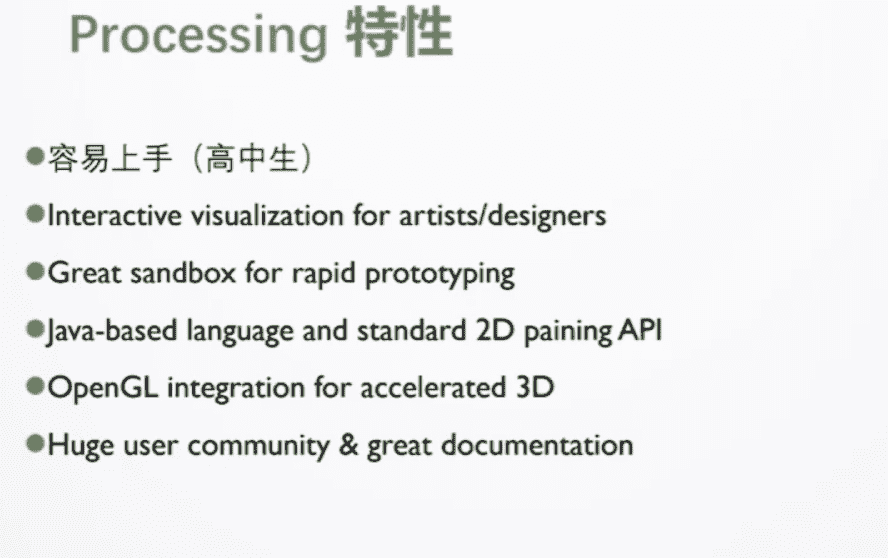 Processing 特性
●容易上手（高中生）
●Interactive visualization for artists/designers
●Great sandbox for rapid prototyping
●Java-based language and standard 2D paining API
●OpenGL integration for accelerated 3D
●Huge user community & great documentation